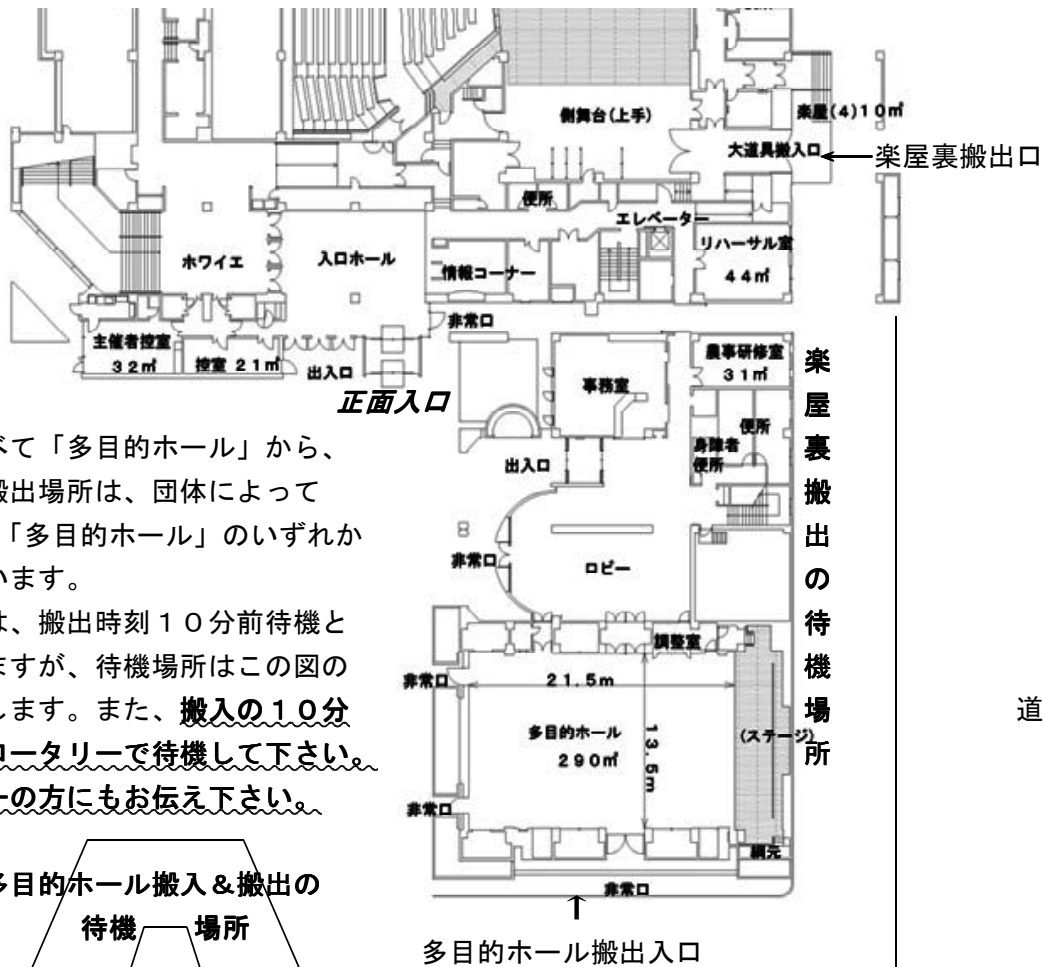 側舞台(上手)
楽屋(4)10㎡
大道具搬入口
楽屋裏搬出口
便所
エレベーター
リハーサル室
44㎡
ホワイエ
入口ホール
情報コーナー
非常口
主催者控室
32㎡
控室 21㎡
出入口
正面入口
事務室
農事研修室
31㎡
便所
身障者
便所
出入口
非常口
ロビー
楽屋裏搬出の待機場所
べて「多目的ホール」から、
搬出場所は、団体によって
「多目的ホール」のいずれか
います。
は、搬出時刻10分前待機と
ますが、待機場所はこの図の
します。また、搬入の10分
ロータリーで待機して下さい。
ーの方にもお伝え下さい。
調整室
非常口
21.5m
多目的ホール
290㎡
13.5m
(ステージ)
道
非常口
綱元
非常口
多目的ホール搬入&搬出の
待機 場所
多目的ホール搬出入口